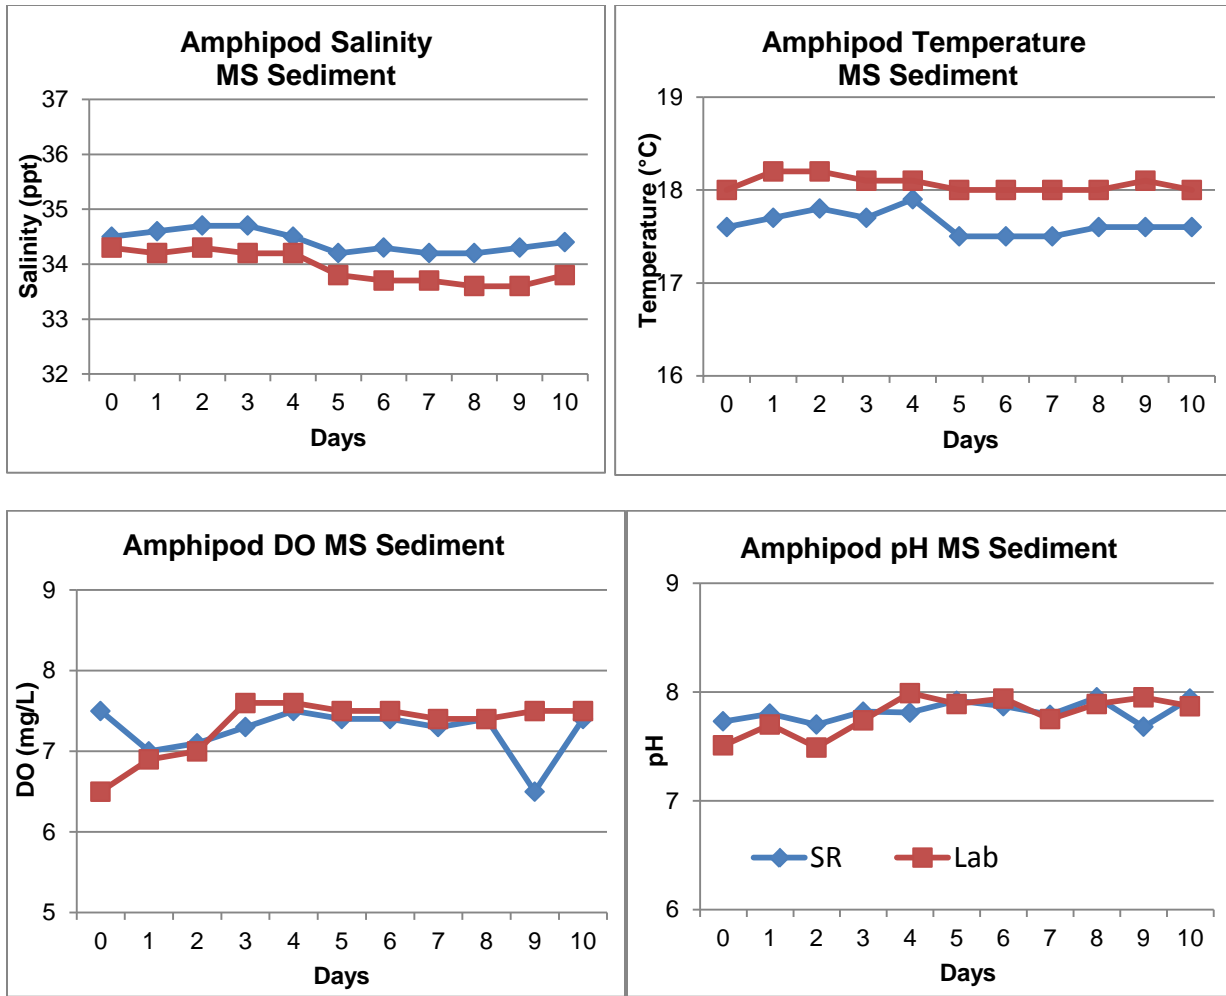 Amphipod Salinity
MS Sediment
Salinity (ppt)
37
36
35
34
33
32
0 1 2 3 4 5 6 7 8 9 10
Days
Amphipod Temperature
MS Sediment
Temperature (°C)
19
18
17
16
0 1 2 3 4 5 6 7 8 9 10
Days
Amphipod DO MS Sediment
DO (mg/L)
9
8
7
6
5
0 1 2 3 4 5 6 7 8 9 10
Days
Amphipod pH MS Sediment
pH
9
8
7
6
SR Lab
0 1 2 3 4 5 6 7 8 9 10
Days